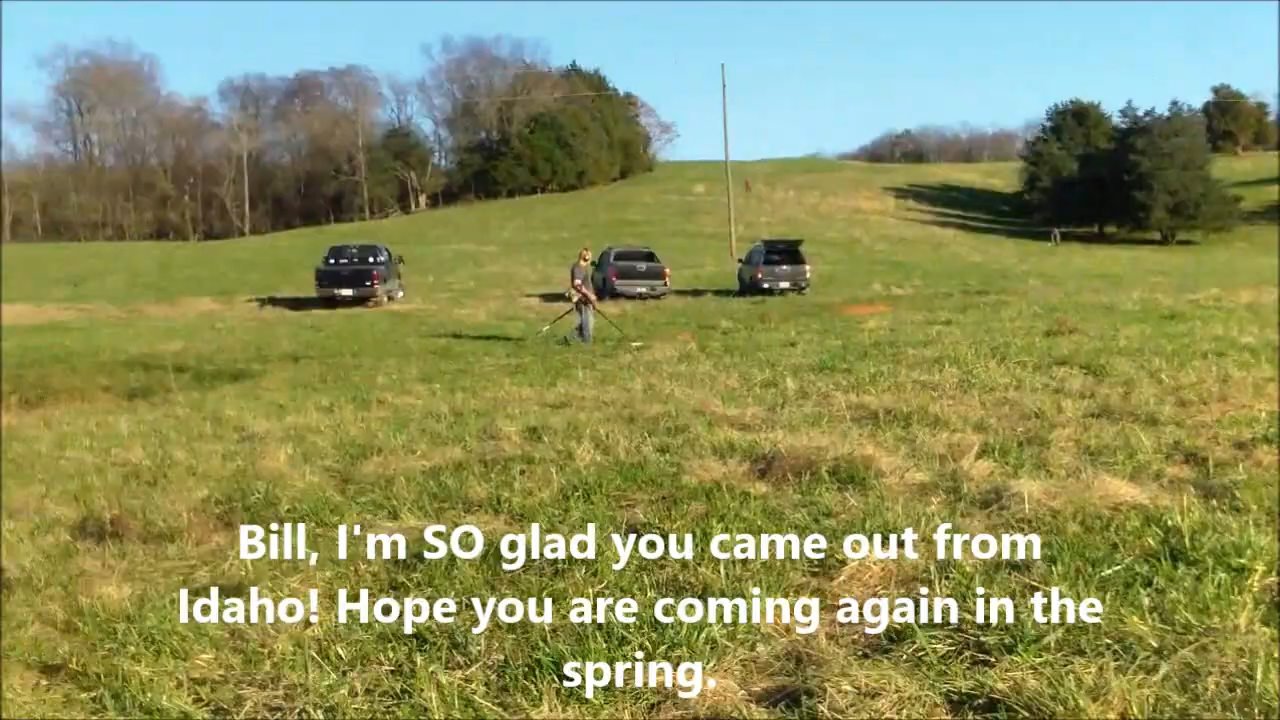 Bill, I'm SO glad you came out from
Idaho! Hope you are coming again in the
spring.